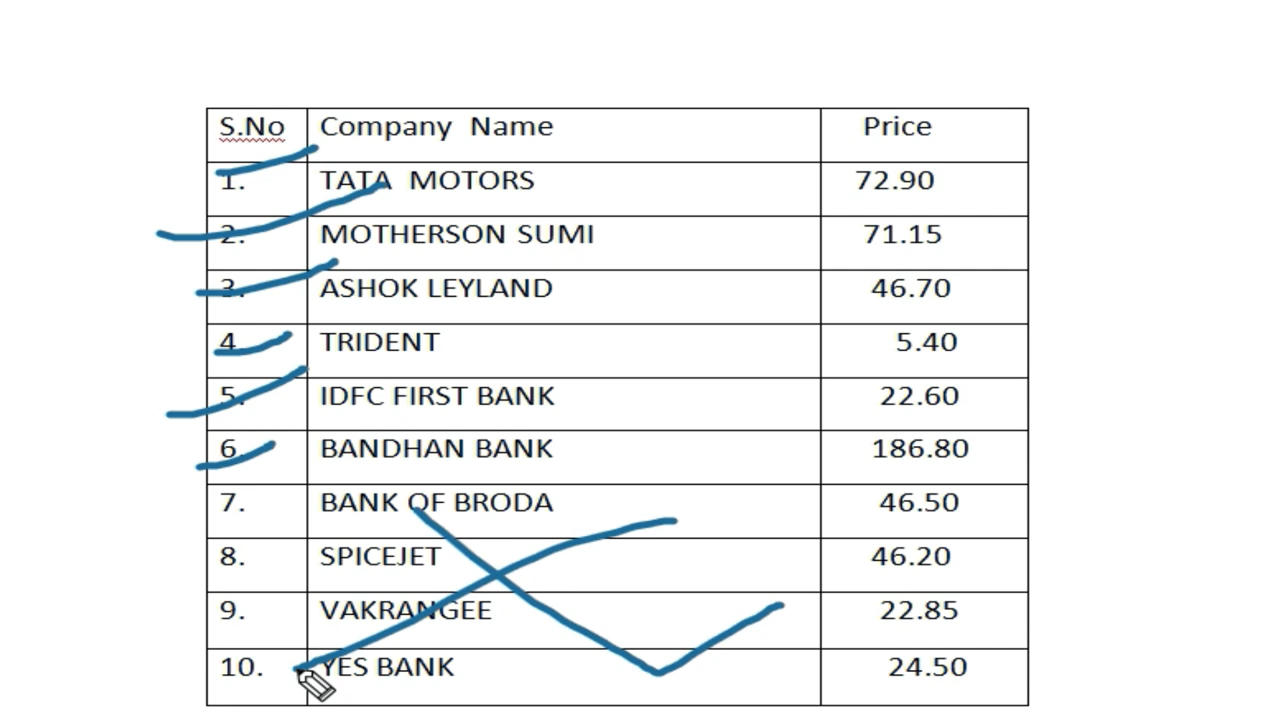 S.No Company Name Price
1. TATA MOTORS 72.90
2. MOTHERSON SUMI 71.15
3. ASHOK LEYLAND 46.70
4. TRIDENT 5.40
5. IDFC FIRST BANK 22.60
6. BANDHAN BANK 186.80
7. BANK OF BRODA 46.50
8. SPICEJET 46.20
9. VAKRANGEE 22.85
10. YES BANK 24.50